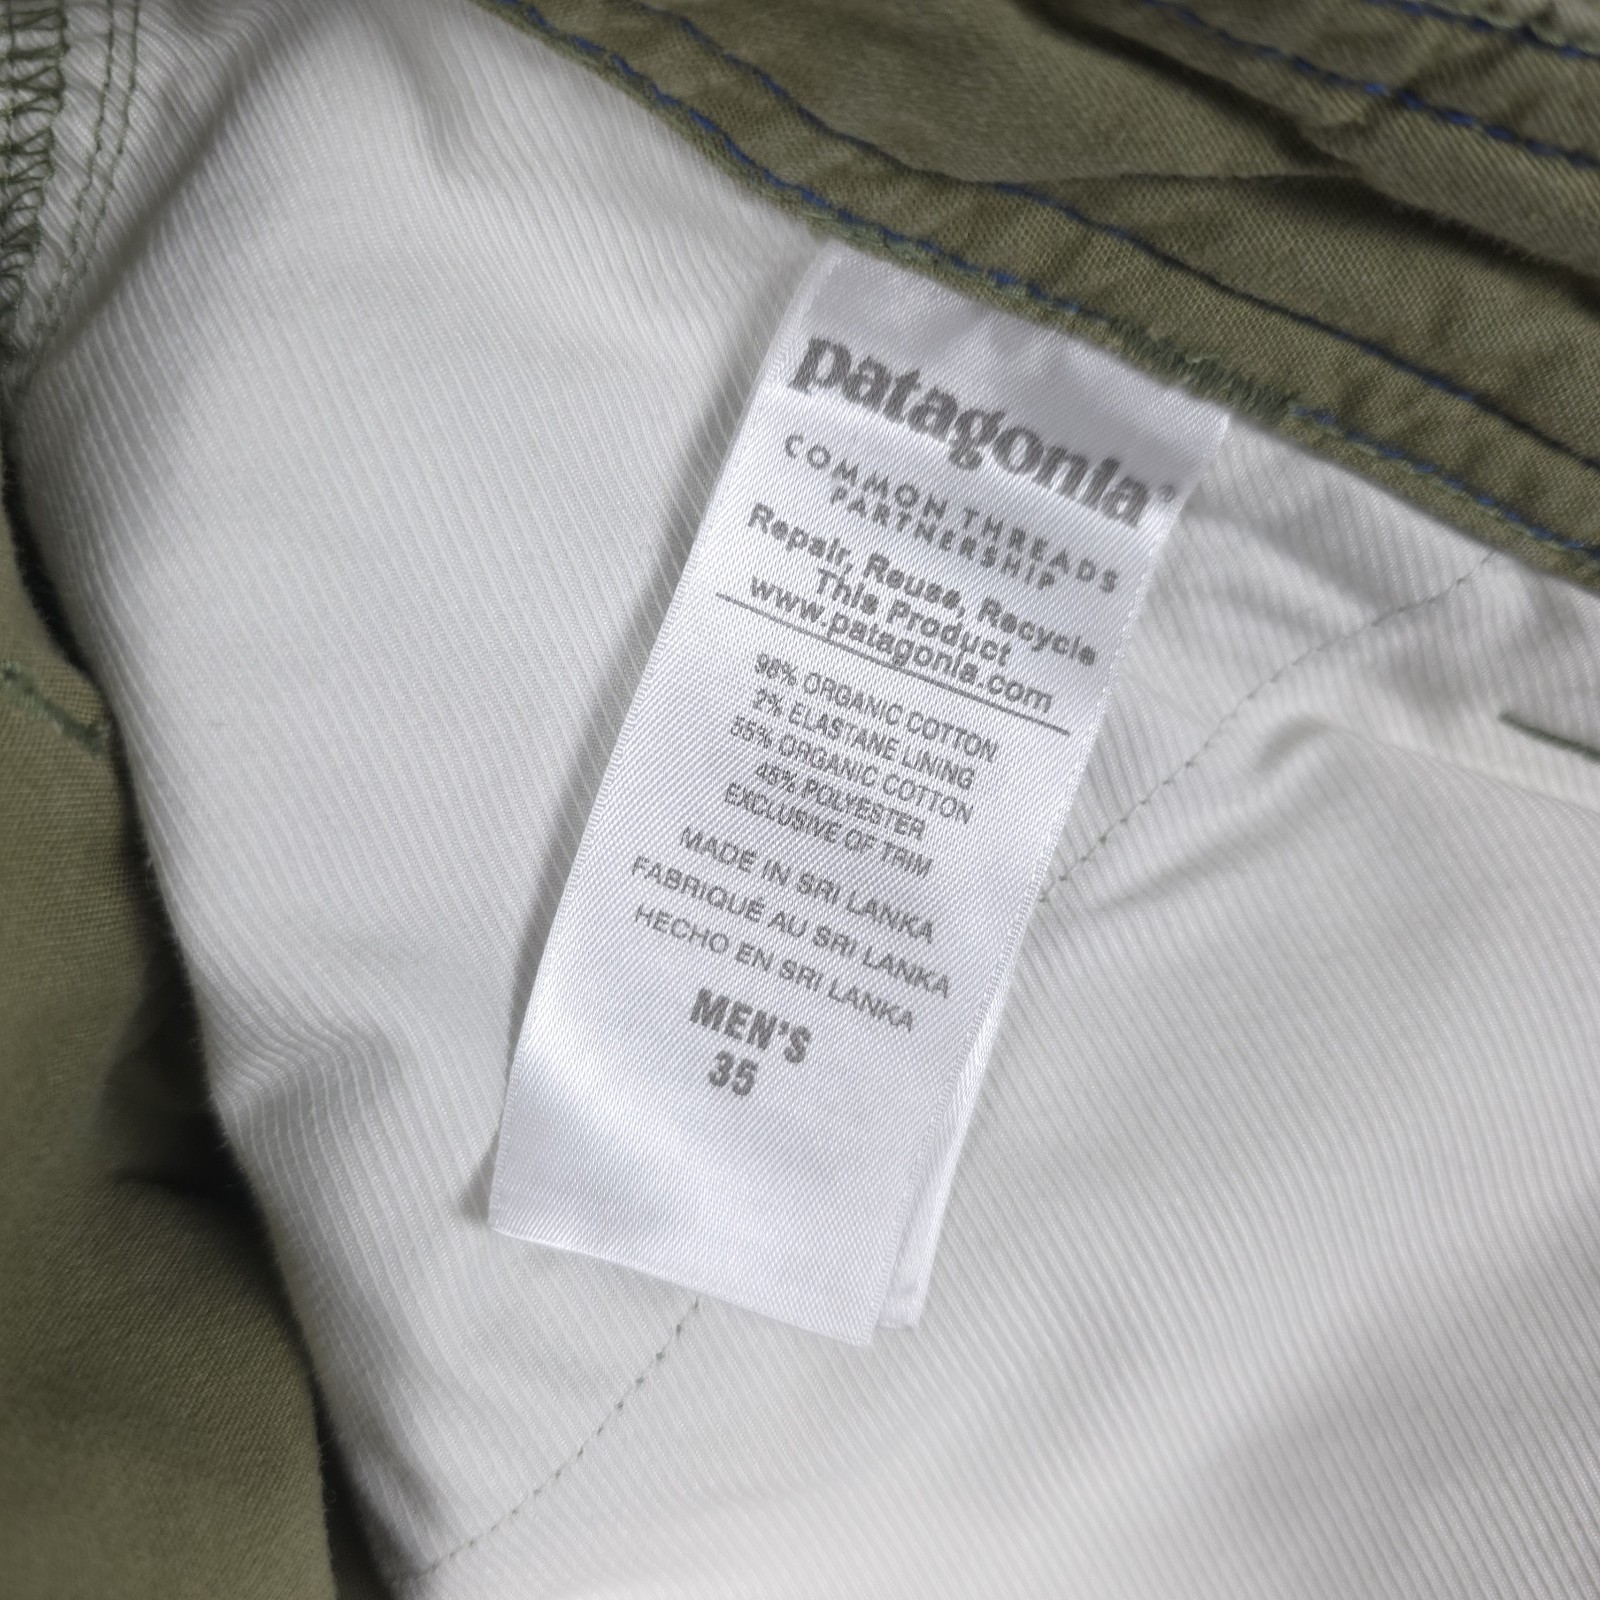 patagonia®
COMMON THREADS
PARTNERSHIP
Repair, Reuse, Recycle
This Product
www.patagonia.com
98% ORGANIC COTTON
2% ELASTANE LINING
55% ORGANIC COTTON
45% POLYESTER
EXCLUSIVE OF TRIM
MADE IN SRI LANKA
FABRIQUÉ AU SRI LANKA
HECHO EN SRI LANKA
MEN'S
35